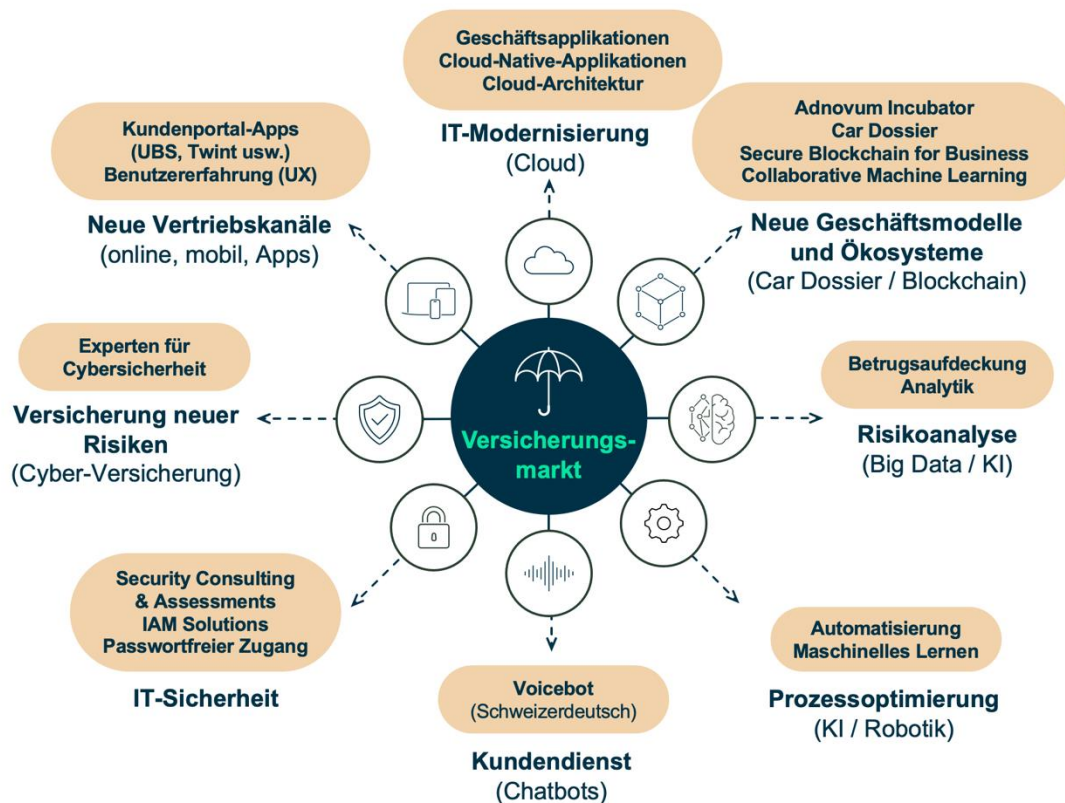 Geschäftsapplikationen
Cloud-Native-Applikationen
Cloud-Architektur
IT-Modernisierung
(Cloud)
Adnovum Incubator
Car Dossier
Secure Blockchain for Business
Collaborative Machine Learning
Neue Geschäftsmodelle
und Ökosysteme
(Car Dossier / Blockchain)
Kundenportal-Apps
(UBS, Twint usw.)
Benutzererfahrung (UX)
Neue Vertriebskanäle
(online, mobil, Apps)
Experten für
Cybersicherheit
Versicherung neuer
Risiken
(Cyber-Versicherung)
Versicherungs-
markt
Betrugsaufdeckung
Analytik
Risikoanalyse
(Big Data / KI)
Security Consulting
& Assessments
IAM Solutions
Passwortfreier Zugang
IT-Sicherheit
Voicebot
(Schweizerdeutsch)
Kundendienst
(Chatbots)
Automatisierung
Maschinelles Lernen
Prozessoptimierung
(KI / Robotik)